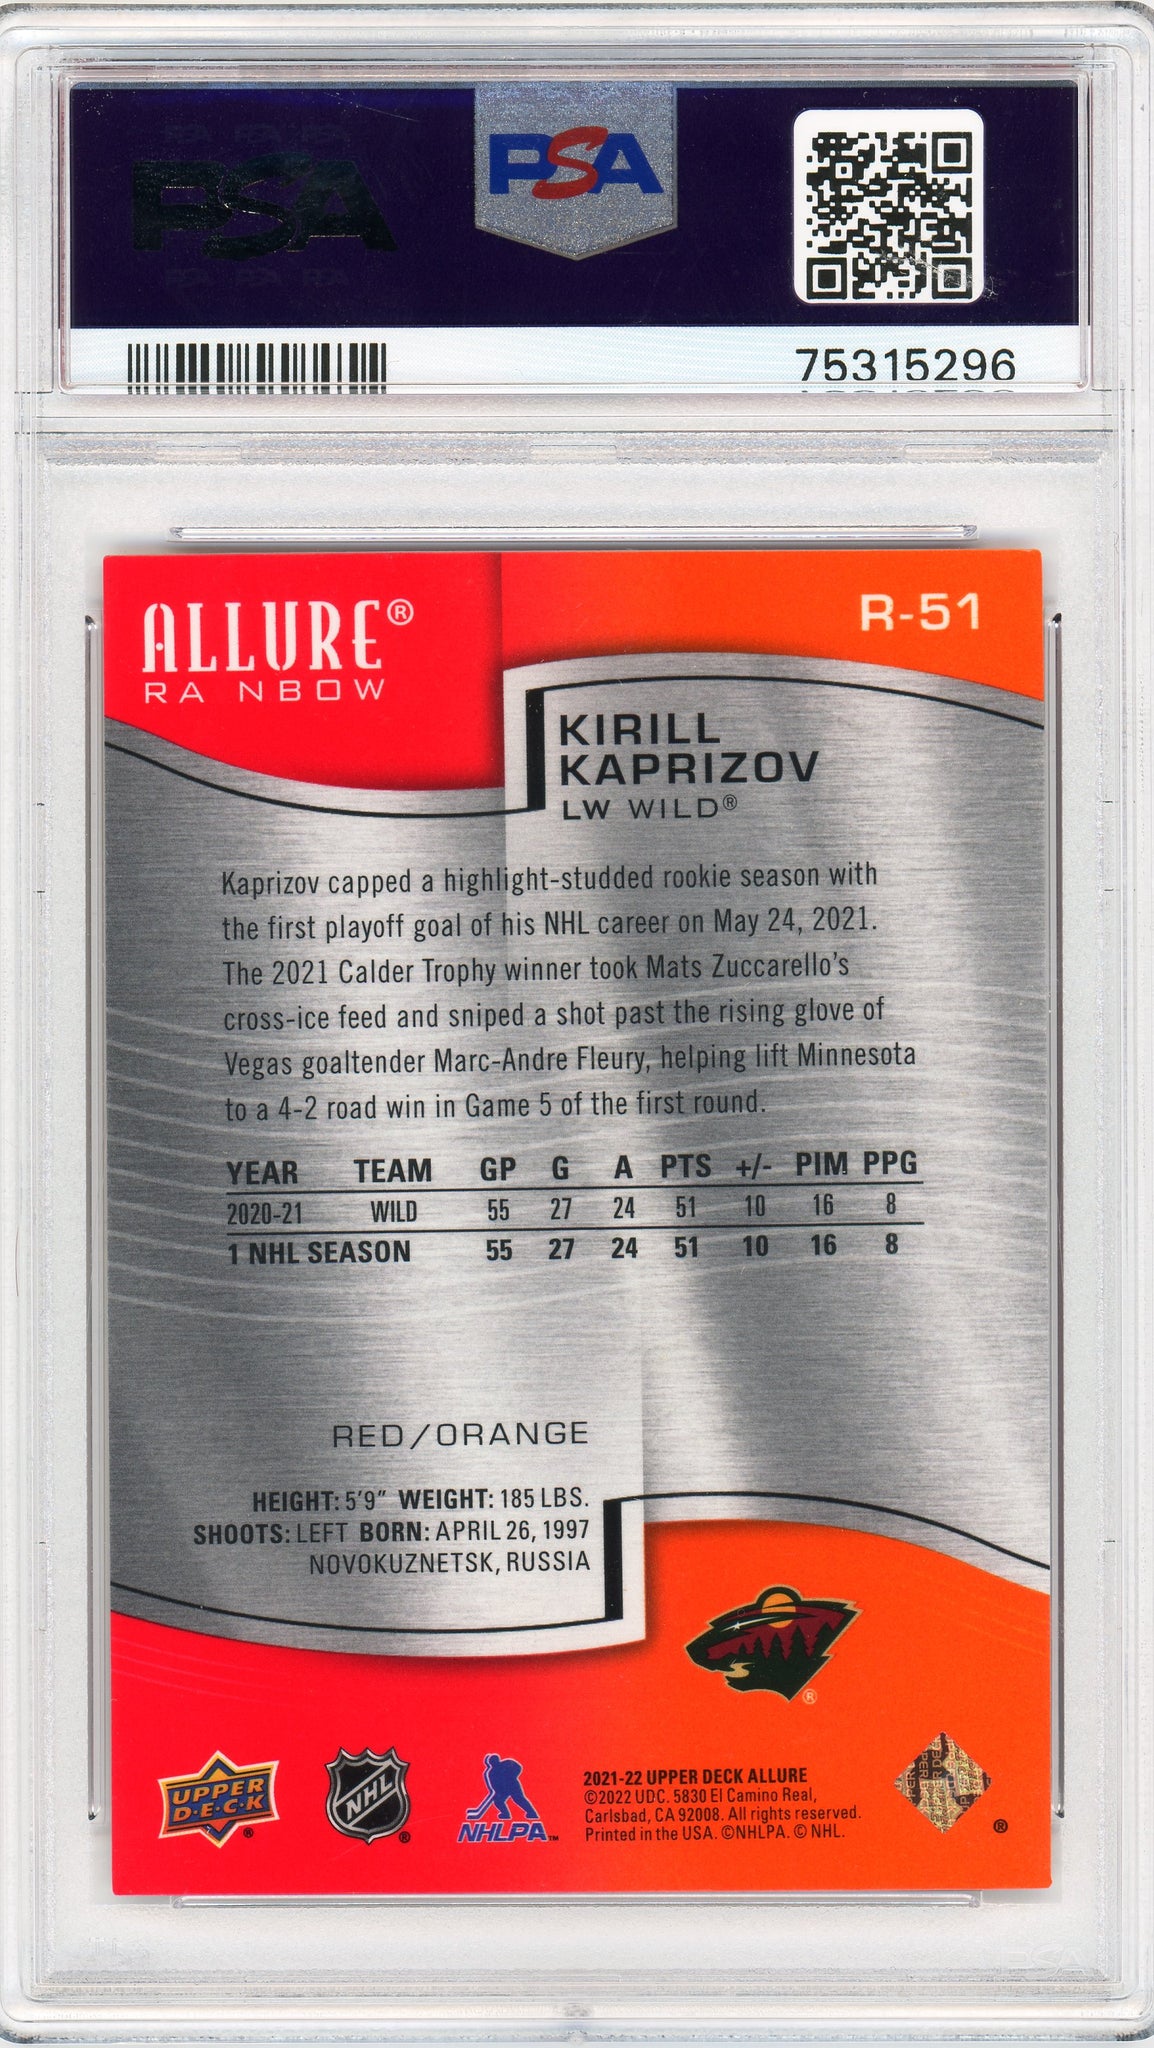 PSA
PSA
75315296
ALLURE®
RA NBOW
R-51
KIRILL
KAPRIZOV
LW WILD®
Kaprizov capped a highlight-studded rookie season with
the first playoff goal of his NHL career on May 24, 2021.
The 2021 Calder Trophy winner took Mats Zuccarello's
cross-ice feed and sniped a shot past the rising glove of
Vegas goaltender Marc-Andre Fleury, helping lift Minnesota
to a 4-2 road win in Game 5 of the first round.
YEAR TEAM GP G A PTS +/- PIM PPG
2020-21 WILD 55 27 24 51 10 16 8
1 NHL SEASON 55 27 24 51 10 16 8
RED/ORANGE
HEIGHT: 5'9" WEIGHT: 185 LBS.
SHOOTS: LEFT BORN: APRIL 26, 1997
NOVOKUZNETSK, RUSSIA
UPPER
D·E·C·K®
NHL®
NHLPA™
2021-22 UPPER DECK ALLURE
©2022 UDC. 5830 El Camino Real,
Carlsbad, CA 92008. All rights reserved.
Printed in the USA. ©NHLPA. © NHL.